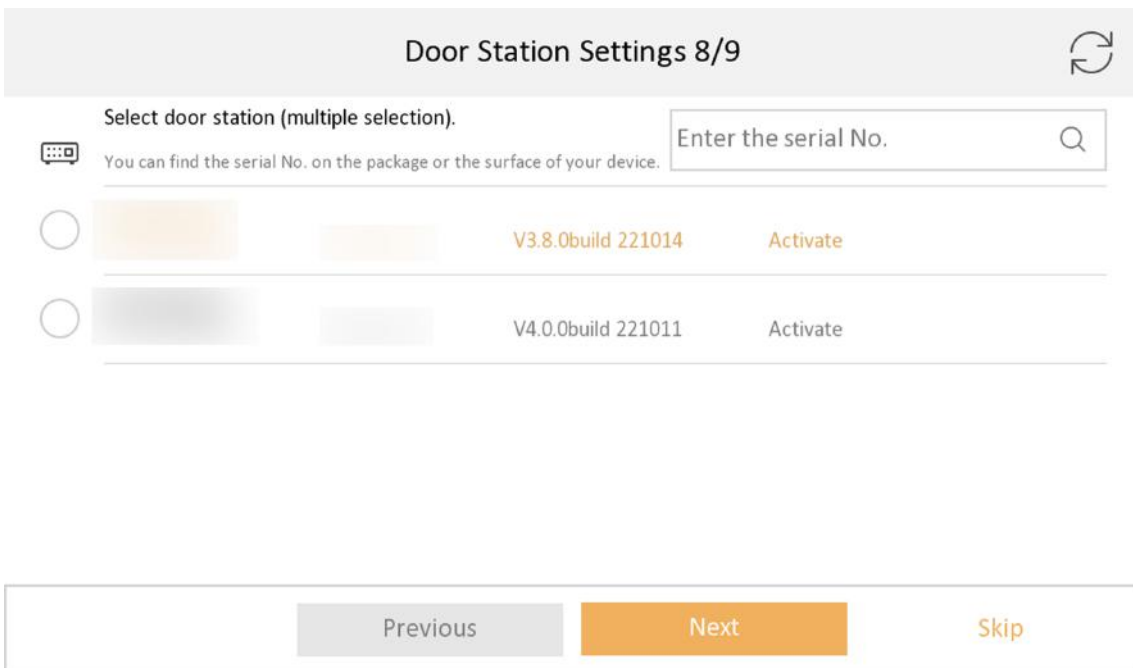 Door Station Settings 8/9
Select door station (multiple selection).
Enter the serial No.
You can find the serial No. on the package or the surface of your device.
V3.8.0build 221014 Activate
V4.0.0build 221011 Activate
Previous Next Skip